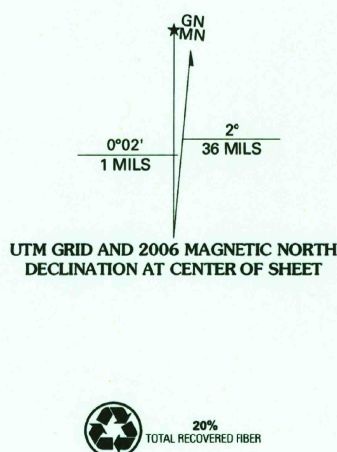 GN
MN
0°02'
1 MILS
2°
36 MILS
UTM GRID AND 2006 MAGNETIC NORTH
DECLINATION AT CENTER OF SHEET
20%
TOTAL RECOVERED FIBER